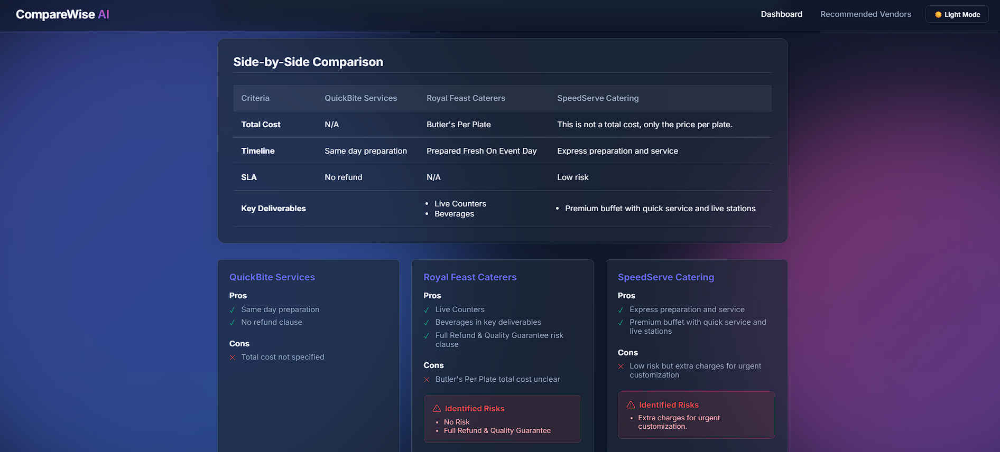 CompareWise AI
Dashboard
Recommended Vendors
Light Mode
Side-by-Side Comparison
Criteria QuickBite Services Royal Feast Caterers SpeedServe Catering
Total Cost N/A Butler's Per Plate This is not a total cost, only the price per plate.
Timeline Same day preparation Prepared Fresh On Event Day Express preparation and service
SLA No refund N/A Low risk
Key Deliverables
Live Counters
Beverages
Premium buffet with quick service and live stations
QuickBite Services
Pros
Same day preparation
No refund clause
Cons
Total cost not specified
Royal Feast Caterers
Pros
Live Counters
Beverages in key deliverables
Full Refund & Quality Guarantee risk
clause
Cons
Butler's Per Plate total cost unclear
Identified Risks
No Risk
Full Refund & Quality Guarantee
SpeedServe Catering
Pros
Express preparation and service
Premium buffet with quick service and
live stations
Cons
Low risk but extra charges for urgent
customization
Identified Risks
Extra charges for urgent
customization.